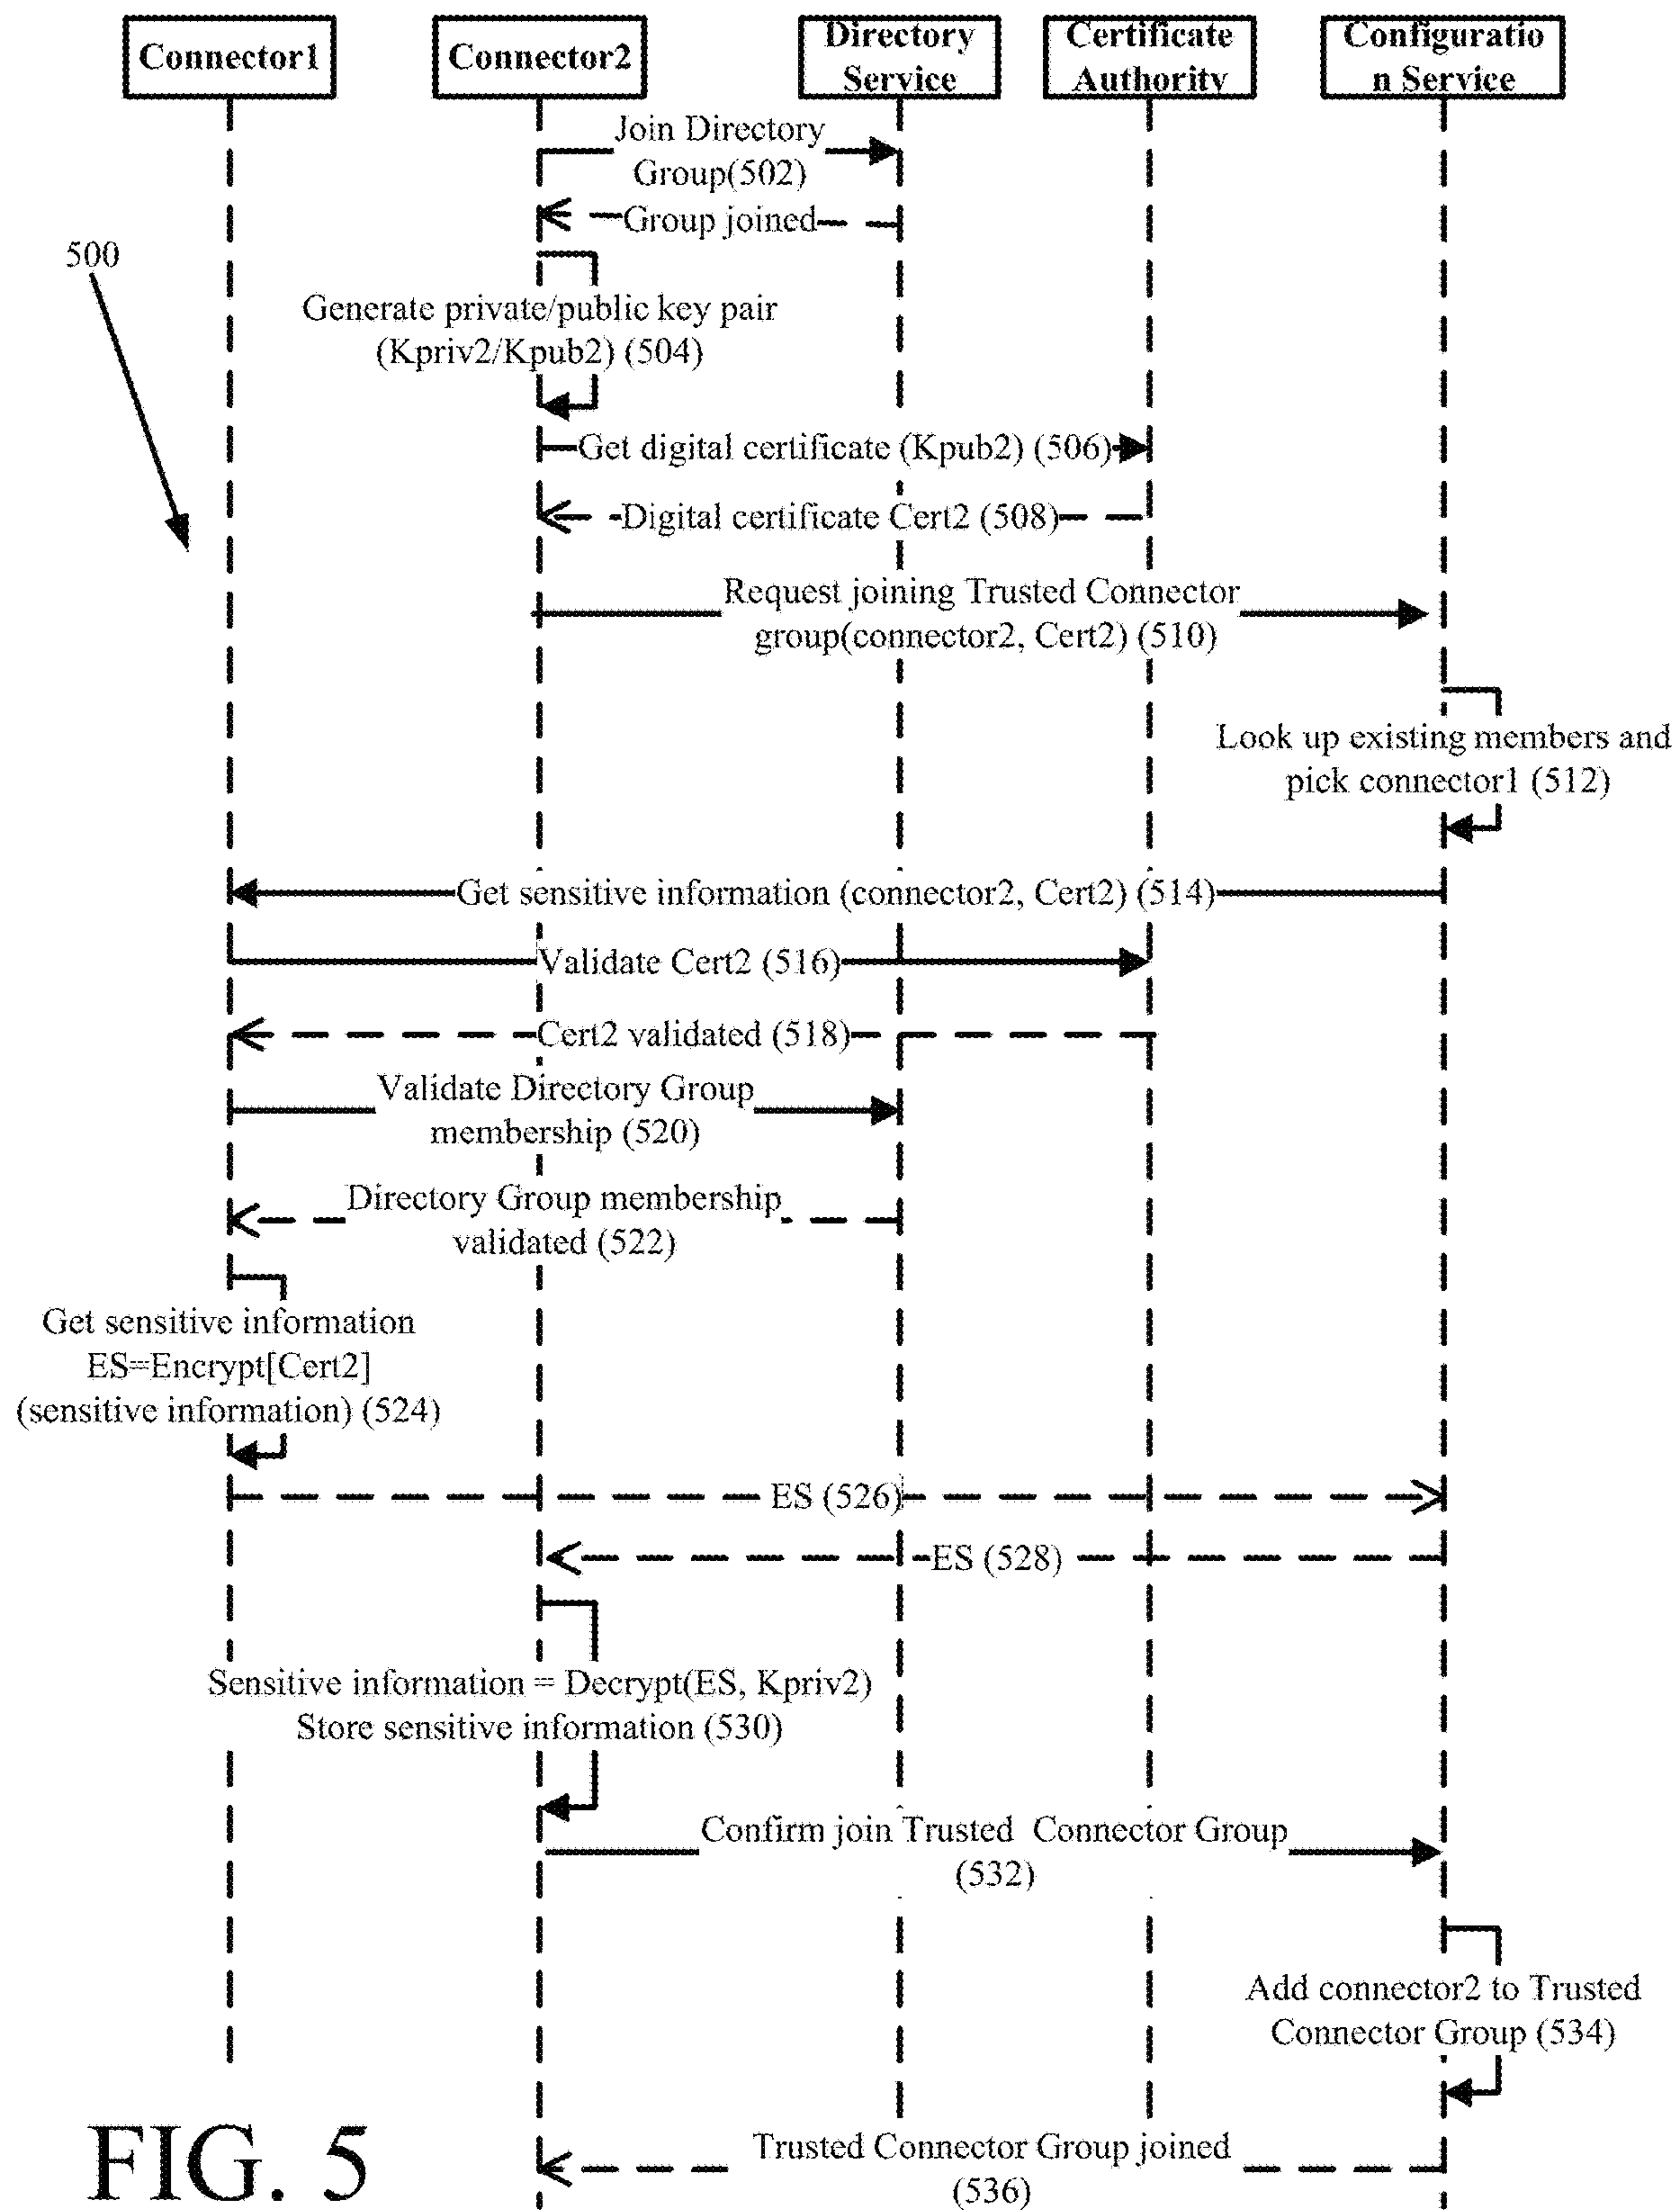 Connector1
Connector2
Directory
Service
Certificate
Authority
Configuratio
n Service
Join Directory
Group(502)
Group joined
500
Generate private/public key pair
(Kpriv2/Kpub2) (504)
Get digital certificate (Kpub2) (506)
Digital certificate Cert2 (508)
Request joining Trusted Connector
group(connector2, Cert2) (510)
Look up existing members and
pick connector1 (512)
Get sensitive information (connector2, Cert2) (514)
Validate Cert2 (516)
Cert2 validated (518)
Validate Directory Group
membership (520)
Directory Group membership
validated (522)
Get sensitive information
ES=Encrypt[Cert2]
(sensitive information) (524)
ES (526)
ES (528)
Sensitive information = Decrypt(ES, Kpriv2)
Store sensitive information (530)
Confirm join Trusted Connector Group
(532)
Add connector2 to Trusted
Connector Group (534)
Trusted Connector Group joined
(536)
FIG. 5